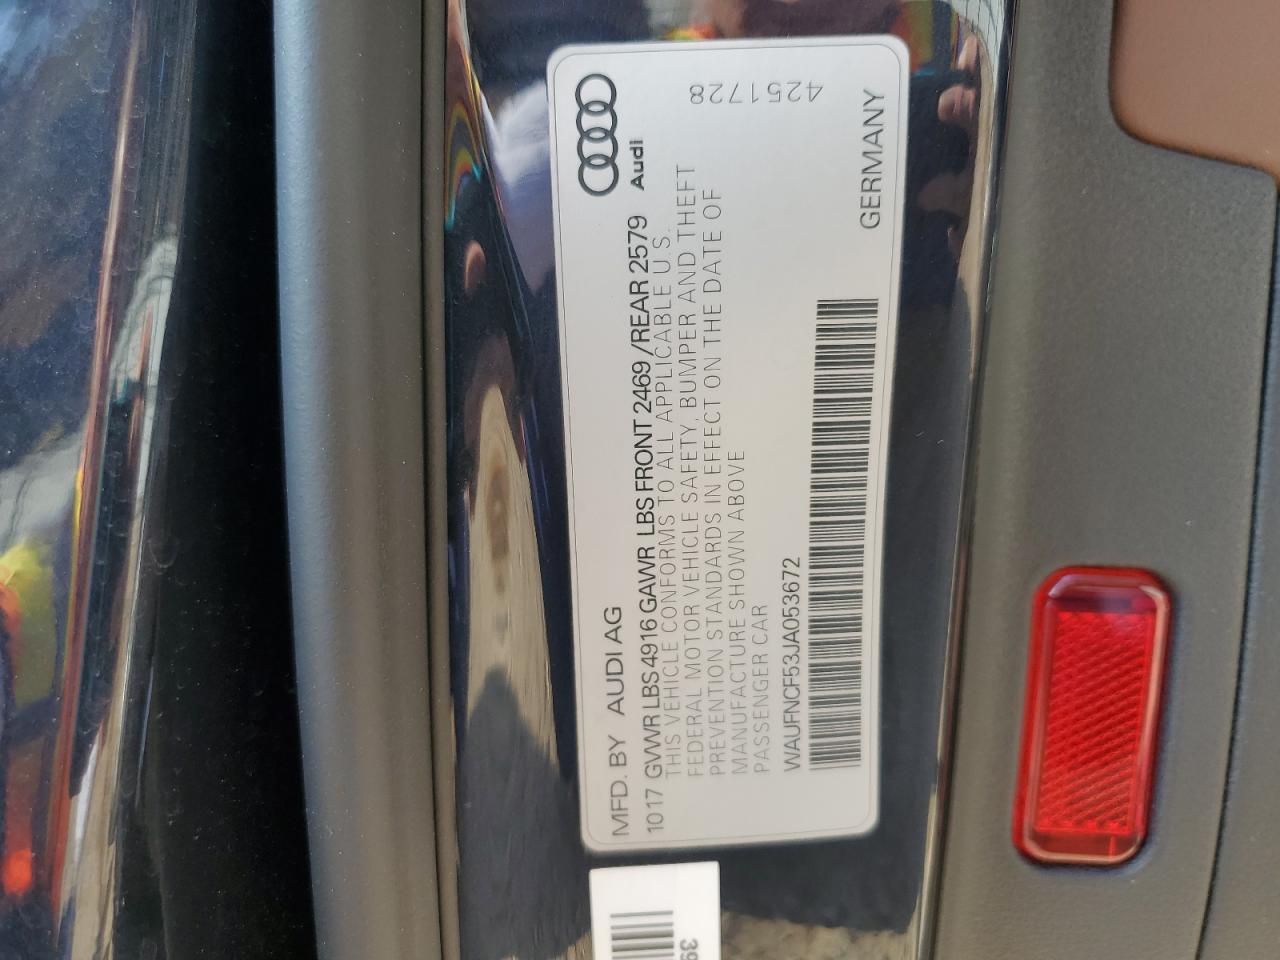 MFD. BY AUDI AG
Audi
10 17 GVWR LBS 4916 GAWR LBS FRONT 2469 /REAR 2579
THIS VEHICLE CONFORMS TO ALL APPLICABLE U.S.
FEDERAL MOTOR VEHICLE SAFETY, BUMPER AND THEFT
PREVENTION STANDARDS IN EFFECT ON THE DATE OF
MANUFACTURE SHOWN ABOVE
PASSENGER CAR
4251728
WAUFNCF53JA053672
GERMANY
39